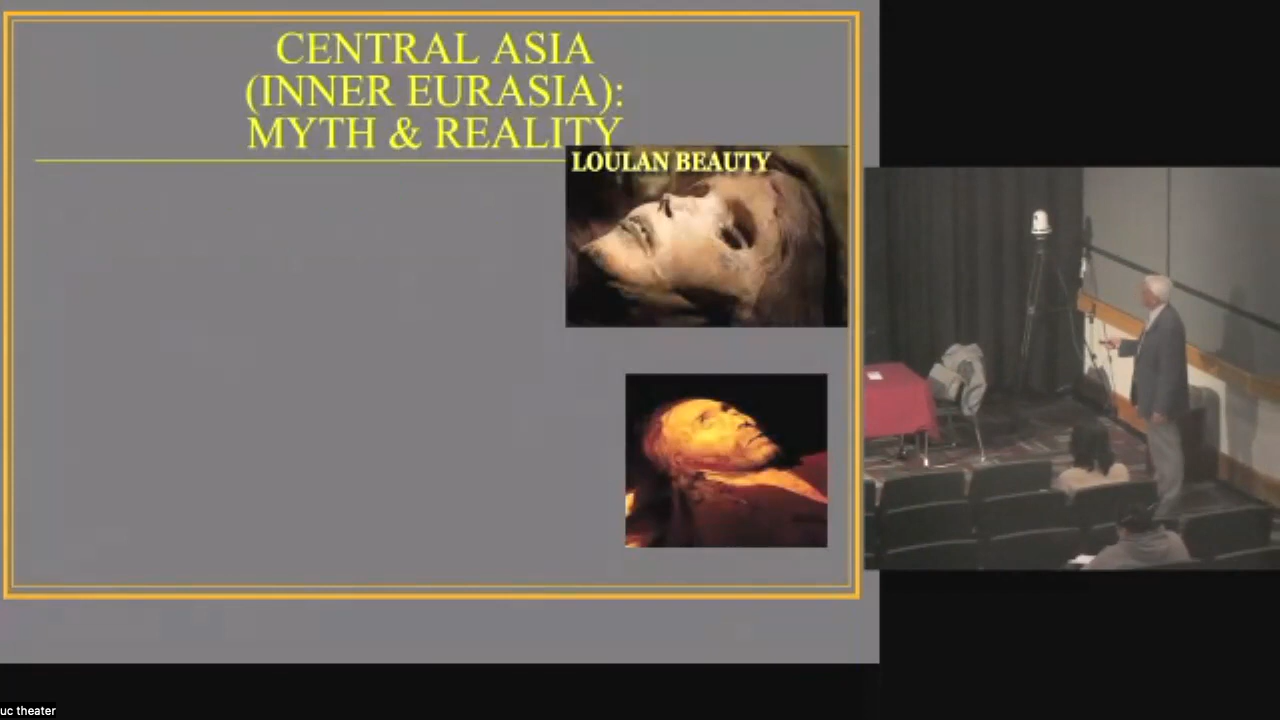 CENTRAL ASIA
(INNER EURASIA):
MYTH & REALITY
LOULAN BEAUTY
uc theater